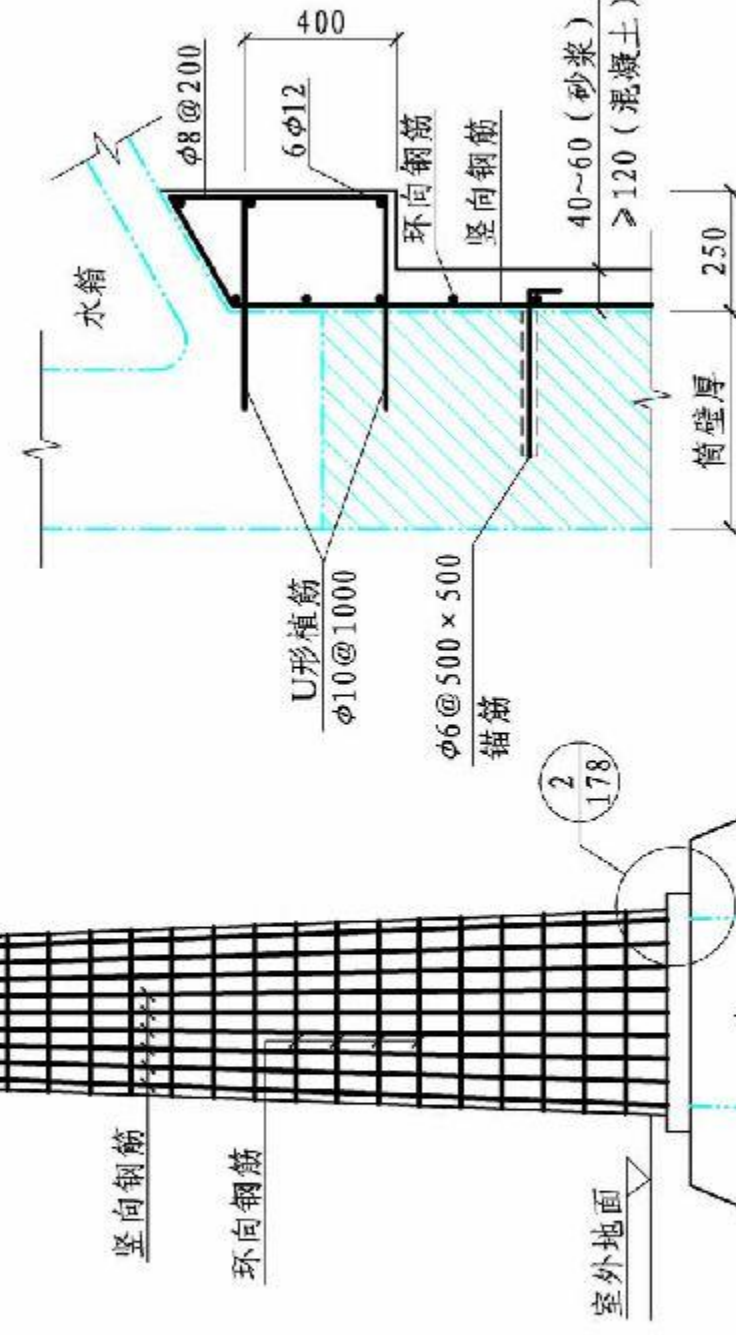 400
φ8@200
6φ12
环向钢筋
竖向钢筋
40~60（砂浆）
≥120（混凝土）
水箱
250
筒壁厚
U形植筋
φ10@1000
φ6@500×500
锚筋
2
178
竖向钢筋
环向钢筋
室外地面